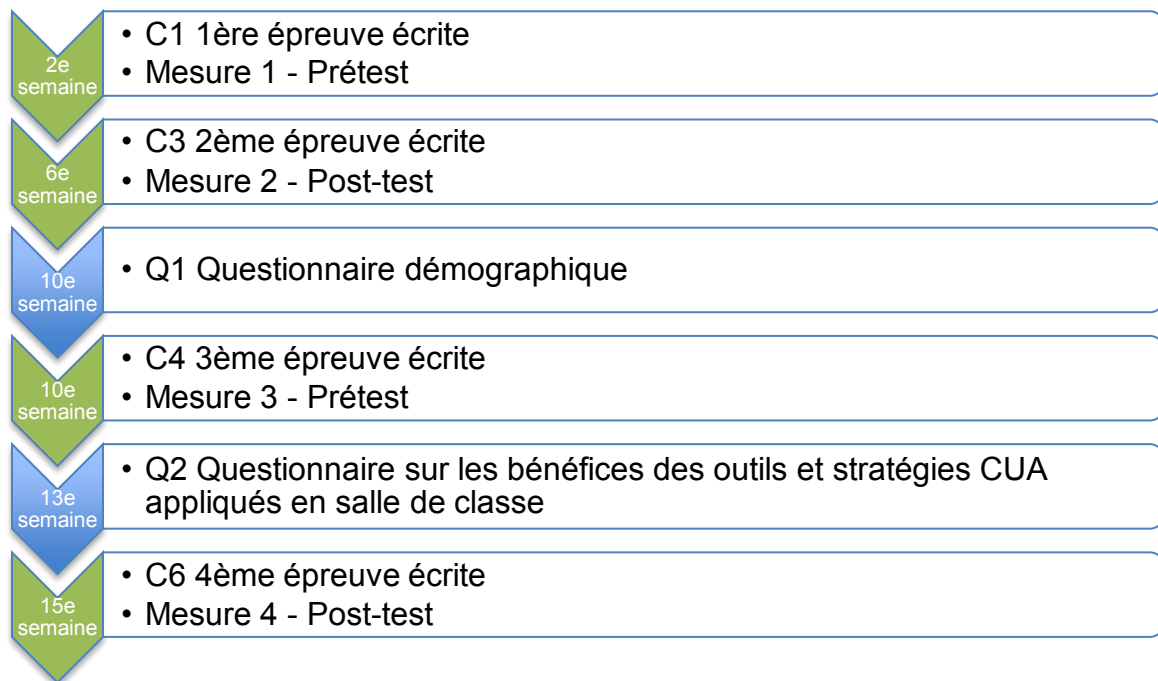 2e
semaine
• C1 1ère épreuve écrite
• Mesure 1 - Prétest
6e
semaine
• C3 2ème épreuve écrite
• Mesure 2 - Post-test
10e
semaine
• Q1 Questionnaire démographique
10e
semaine
• C4 3ème épreuve écrite
• Mesure 3 - Prétest
13e
semaine
• Q2 Questionnaire sur les bénéfices des outils et stratégies CUA
appliqués en salle de classe
15e
semaine
• C6 4ème épreuve écrite
• Mesure 4 - Post-test